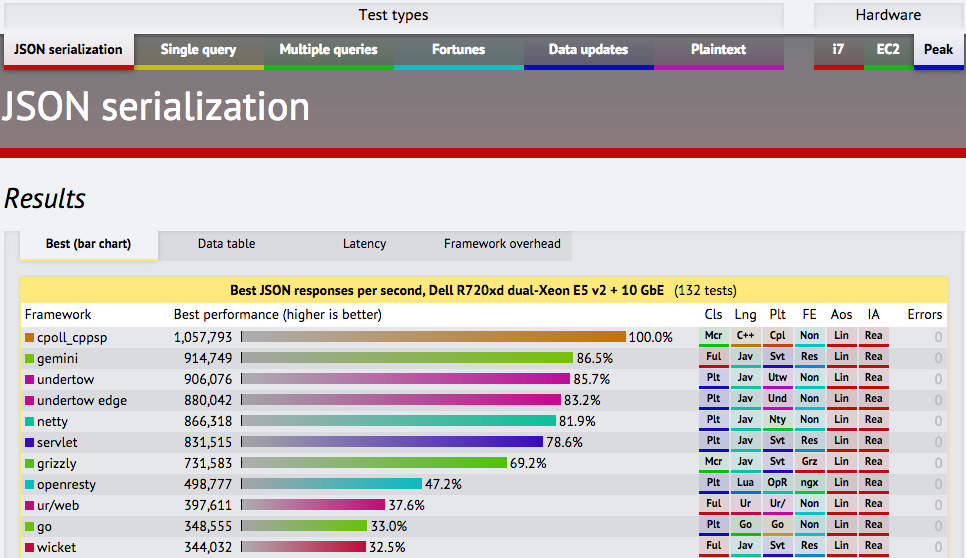 Test types Hardware
JSON serialization Single query Multiple queries Fortunes Data updates Plaintext i7 EC2 Peak
JSON serialization
Results
Best (bar chart) Data table Latency Framework overhead
Best JSON responses per second, Dell R720xd dual-Xeon E5 v2 + 10 GbE (132 tests)
Framework Best performance (higher is better) Cls Lng Plt FE Aos IA Errors
cpoll_cppsp 1,057,793 100.0% Mcr C++ Cpl Non Lin Rea 0
gemini 914,749 86.5% Ful Jav Svt Res Lin Rea 0
undertow 906,076 85.7% Plt Jav Utw Non Lin Rea 0
undertow edge 880,042 83.2% Plt Jav Und Non Lin Rea 0
netty 866,318 81.9% Plt Jav Nty Non Lin Rea 0
servlet 831,515 78.6% Plt Jav Svt Res Lin Rea 0
grizzly 731,583 69.2% Mcr Jav Svt Grz Lin Rea 0
openresty 498,777 47.2% Plt Lua OpR ngx Lin Rea 0
ur/web 397,611 37.6% Ful Ur Ur/ Non Lin Rea 0
go 348,555 33.0% Plt Go Go Non Lin Rea 0
wicket 344,032 32.5% Ful Jav Svt Res Lin Rea 0